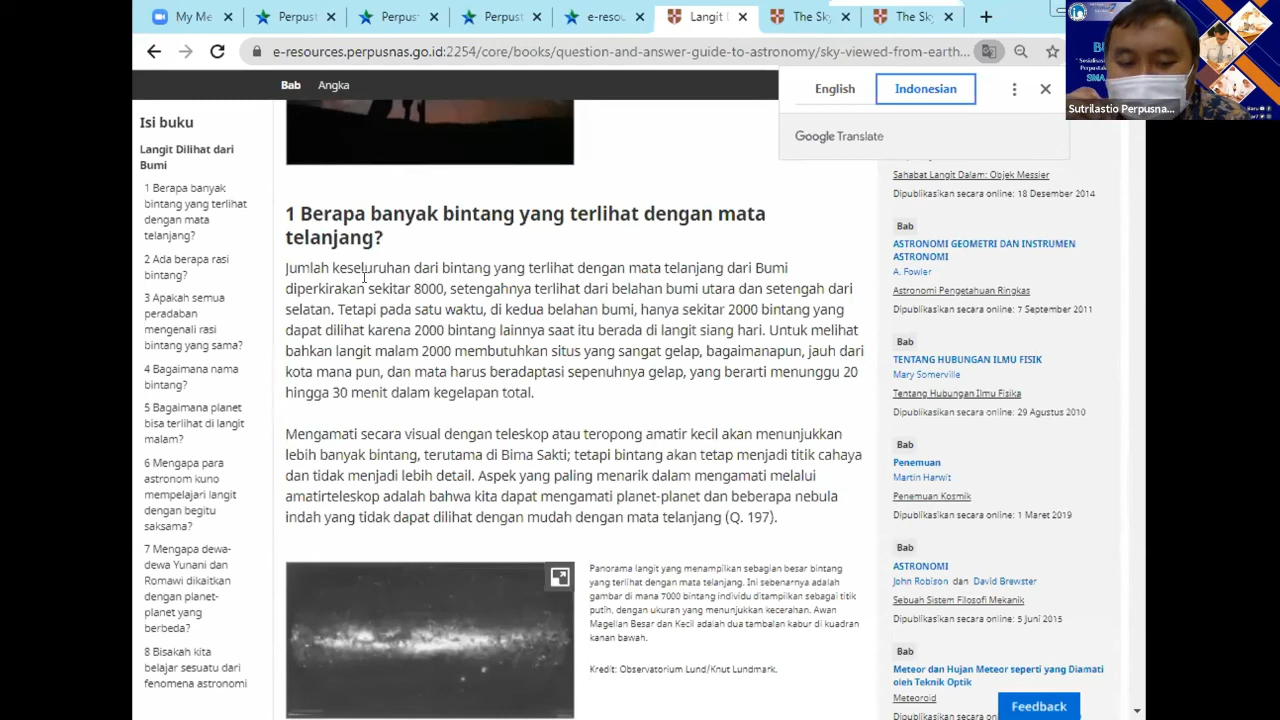 My Me
Perpust
Perpus
Perpust
e-resou
Langit
The Sky
The Sky
e-resources.perpusnas.go.id:2254/core/books/question-and-answer-guide-to-astronomy/sky-viewed-from-earth...
Sutrilastio Perpusna...
English
Indonesian
Google Translate
Bab
Angka
Isi buku
Langit Dilihat dari
Bumi
1 Berapa banyak
bintang yang terlihat
dengan mata
telanjang?
2 Ada berapa rasi
bintang?
3 Apakah semua
peradaban
mengenali rasi
bintang yang sama?
4 Bagaimana nama
bintang?
5 Bagaimana planet
bisa terlihat di langit
malam?
6 Mengapa para
astronom kuno
mempelajari langit
dengan begitu
saksama?
7 Mengapa dewa-
dewa Yunani dan
Romawi dikaitkan
dengan planet-
planet yang
berbeda?
8 Bisakah kita
belajar sesuatu dari
fenomena astronomi
1 Berapa banyak bintang yang terlihat dengan mata
telanjang?
Jumlah keseluruhan dari bintang yang terlihat dengan mata telanjang dari Bumi
diperkirakan sekitar 8000, setengahnya terlihat dari belahan bumi utara dan setengah dari
selatan. Tetapi pada satu waktu, di kedua belahan bumi, hanya sekitar 2000 bintang yang
dapat dilihat karena 2000 bintang lainnya saat itu berada di langit siang hari. Untuk melihat
bahkan langit malam 2000 membutuhkan situs yang sangat gelap, bagaimanapun, jauh dari
kota mana pun, dan mata harus beradaptasi sepenuhnya gelap, yang berarti menunggu 20
hingga 30 menit dalam kegelapan total.
Mengamati secara visual dengan teleskop atau teropong amatir kecil akan menunjukkan
lebih banyak bintang, terutama di Bima Sakti; tetapi bintang akan tetap menjadi titik cahaya
dan tidak menjadi lebih detail. Aspek yang paling menarik dalam mengamati melalui
amatirteleskop adalah bahwa kita dapat mengamati planet-planet dan beberapa nebula
indah yang tidak dapat dilihat dengan mudah dengan mata telanjang (Q. 197).
Panorama langit yang menampilkan sebagian besar bintang
yang terlihat dengan mata telanjang. Ini sebenarnya adalah
gambar di mana 7000 bintang individu ditampilkan sebagai titik
putih, dengan ukuran yang menunjukkan kecerahan. Awan
Magellan Besar dan Kecil adalah dua tambalan kabur di kuadran
kanan bawah.
Kredit: Observatorium Lund/Knut Lundmark.
Sahabat Langit Dalam: Objek Messier
Dipublikasikan secara online: 18 Desember 2014
Bab
ASTRONOMI GEOMETRI DAN INSTRUMEN
ASTRONOMI
A. Fowler
Astronomi Pengetahuan Ringkas
Dipublikasikan secara online: 7 September 2011
Bab
TENTANG HUBUNGAN ILMU FISIK
Mary Somerville
Tentang Hubungan Ilmu Fisika
Dipublikasikan secara online: 29 Agustus 2010
Bab
Penemuan
Martin Harwit
Penemuan Kosmik
Dipublikasikan secara online: 1 Maret 2019
Bab
ASTRONOMI
John Robison dan David Brewster
Sebuah Sistem Filosofi Mekanik
Dipublikasikan secara online: 5 Juni 2015
Bab
Meteor dan Hujan Meteor seperti yang Diamati
oleh Teknik Optik
Meteoroid
Feedback